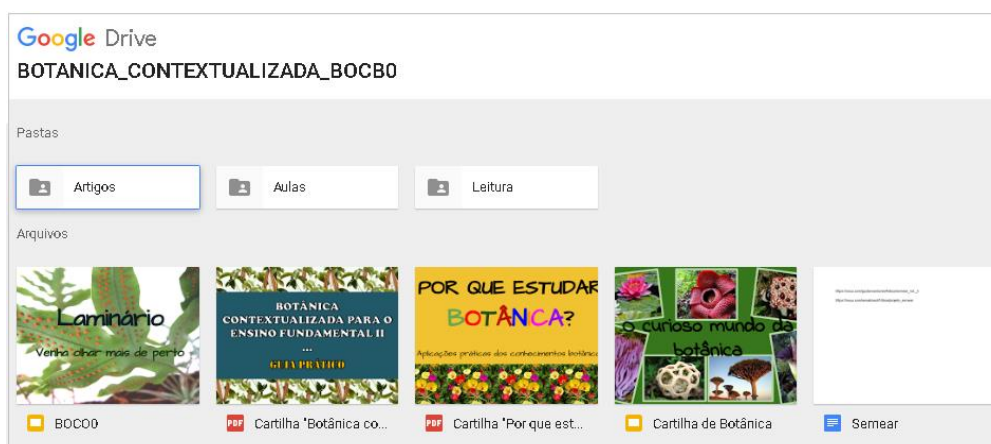 Google Drive
BOTANICA_CONTEXTUALIZADA_BOCB0
Pastas
Artigos
Aulas
Leitura
Arquivos
Laminário
Venha olhar mais de perto
BOTÂNICA
CONTEXTUALIZADA PARA O
ENSINO FUNDAMENTAL II
...
GUIA PRÁTICO
POR QUE ESTUDAR
BOTÂNICA?
Aplicações práticas dos conhecimentos botânic
O curioso mundo da
botânica
BOCO0
PDF Cartilha "Botânica co...
PDF Cartilha "Por que est...
Cartilha de Botânica
Semear